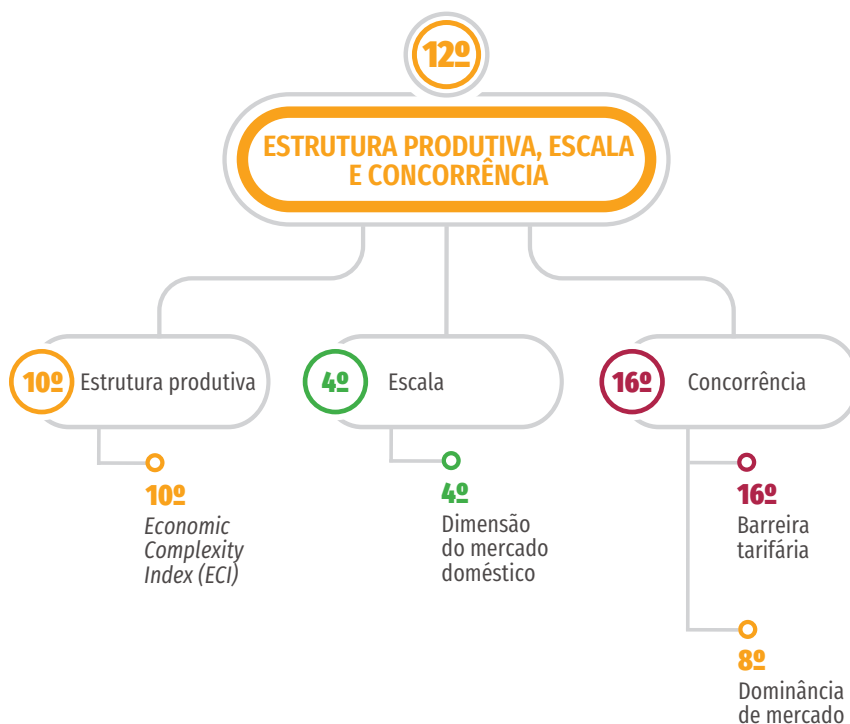 12º
ESTRUTURA PRODUTIVA, ESCALA
E CONCORRÊNCIA
10º
Estrutura produtiva
4º
Escala
16º
Concorrência
10º
Economic
Complexity
Index (ECI)
4º
Dimensão
do mercado
doméstico
16º
Barreira
tarifária
8º
Dominância
de mercado